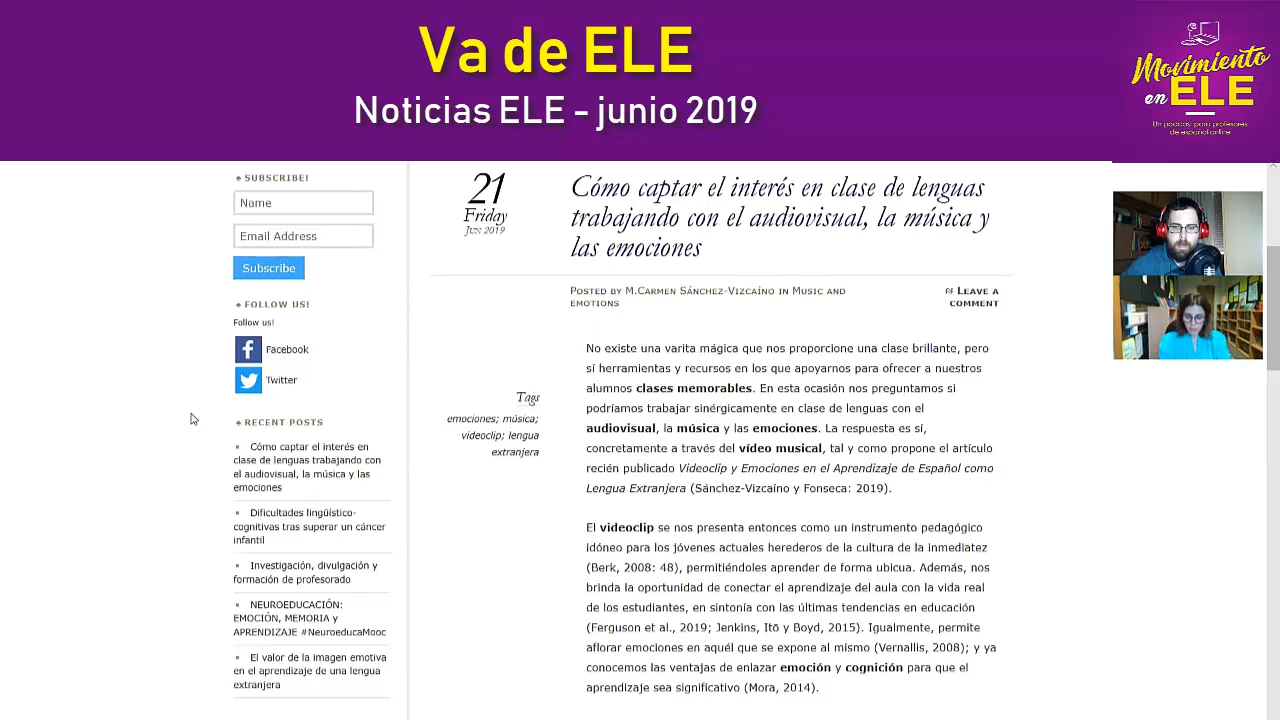 Va de ELE
Noticias ELE - junio 2019
Movimiento
en ELE
Un podcast para profesores
de español online
♠ SUBSCRIBE!
Name
Email Address
Subscribe
♠ FOLLOW US!
Follow us!
Facebook
Twitter
♠ RECENT POSTS
Cómo captar el interés en
clase de lenguas trabajando con
el audiovisual, la música y las
emociones
Dificultades lingüístico-
cognitivas tras superar un cáncer
infantil
Investigación, divulgación y
formación de profesorado
NEUROEDUCACIÓN:
EMOCIÓN, MEMORIA y
APRENDIZAJE #NeuroeducaMooc
El valor de la imagen emotiva
en el aprendizaje de una lengua
extranjera
21
Friday
Jun 2019
Tags
emociones; música;
videoclip; lengua
extranjera
Cómo captar el interés en clase de lenguas
trabajando con el audiovisual, la música y
las emociones
Posted by M.Carmen Sánchez-Vizcaíno in Music and
emotions
Leave a
comment
No existe una varita mágica que nos proporcione una clase brillante, pero
sí herramientas y recursos en los que apoyarnos para ofrecer a nuestros
alumnos clases memorables. En esta ocasión nos preguntamos si
podríamos trabajar sinérgicamente en clase de lenguas con el
audiovisual, la música y las emociones. La respuesta es sí,
concretamente a través del vídeo musical, tal y como propone el artículo
recién publicado Videoclip y Emociones en el Aprendizaje de Español como
Lengua Extranjera (Sánchez-Vizcaíno y Fonseca: 2019).
El videoclip se nos presenta entonces como un instrumento pedagógico
idóneo para los jóvenes actuales herederos de la cultura de la inmediatez
(Berk, 2008: 48), permitiéndoles aprender de forma ubicua. Además, nos
brinda la oportunidad de conectar el aprendizaje del aula con la vida real
de los estudiantes, en sintonía con las últimas tendencias en educación
(Ferguson et al., 2019; Jenkins, Itō y Boyd, 2015). Igualmente, permite
aflorar emociones en aquél que se expone al mismo (Vernallis, 2008); y ya
conocemos las ventajas de enlazar emoción y cognición para que el
aprendizaje sea significativo (Mora, 2014).